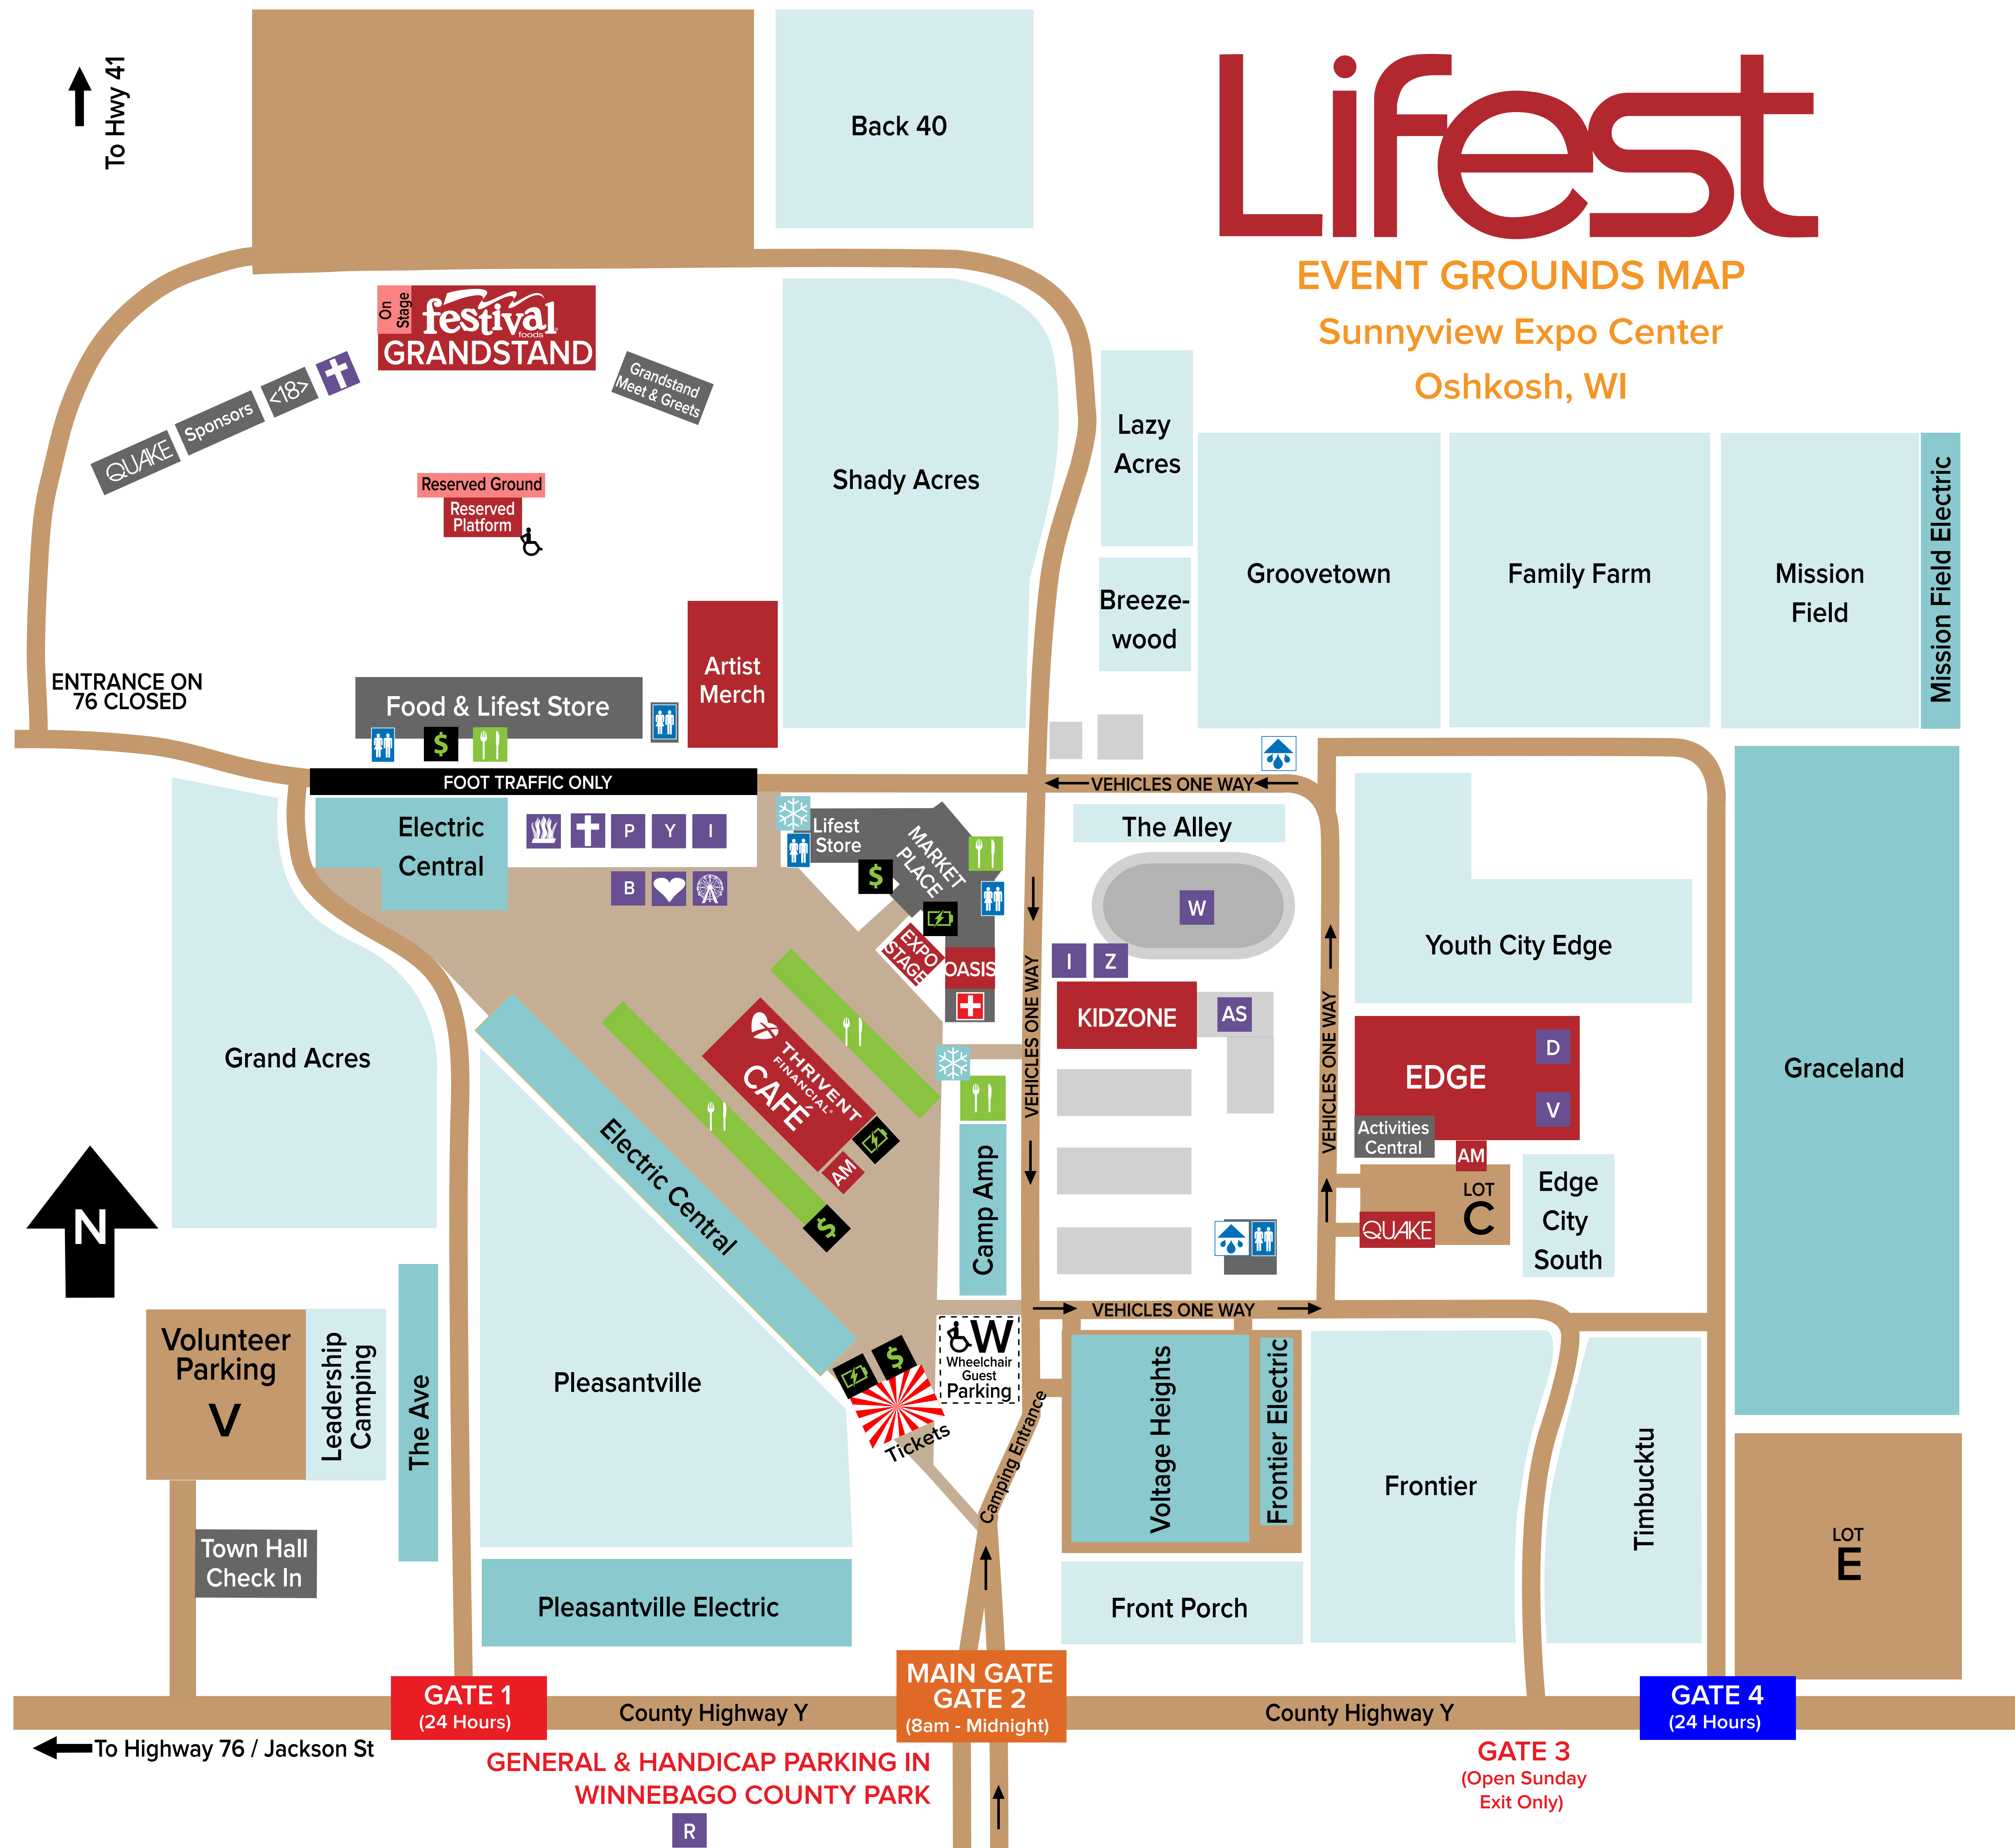 Lifest
EVENT GROUNDS MAP
Sunnyview Expo Center
Oshkosh, WI
To Hwy 41
Back 40
On
Stage
festival
foods
GRANDSTAND
Grandstand
Meet & Greets
QUAKE
Sponsors
<18>
Reserved Ground
Reserved
Platform
Shady Acres
Lazy
Acres
Breeze-
wood
Groovetown
Family Farm
Mission
Field
Mission Field Electric
Artist
Merch
ENTRANCE ON
76 CLOSED
Food & Lifest Store
$
FOOT TRAFFIC ONLY
VEHICLES ONE WAY
Electric
Central
P
Y
I
B
Lifest
Store
MARKET
PLACE
$
The Alley
W
EXPO
STAGE
OASIS
I
Z
KIDZONE
AS
VEHICLES ONE WAY
VEHICLES ONE WAY
Youth City Edge
EDGE
D
V
Activities
Central
AM
LOT
C
QUAKE
Edge
City
South
Graceland
Grand Acres
THRIVENT
FINANCIAL®
CAFÉ
AM
$
Electric Central
Camp Amp
N
VEHICLES ONE WAY
Volunteer
Parking
V
Leadership
Camping
The Ave
Pleasantville
$
Tickets
W
Wheelchair
Guest
Parking
Camping Entrance
Voltage Heights
Frontier Electric
Frontier
Timbucktu
LOT
E
Town Hall
Check In
Pleasantville Electric
Front Porch
GATE 1
(24 Hours)
County Highway Y
MAIN GATE
GATE 2
(8am - Midnight)
County Highway Y
GATE 4
(24 Hours)
To Highway 76 / Jackson St
GENERAL & HANDICAP PARKING IN
WINNEBAGO COUNTY PARK
R
GATE 3
(Open Sunday
Exit Only)